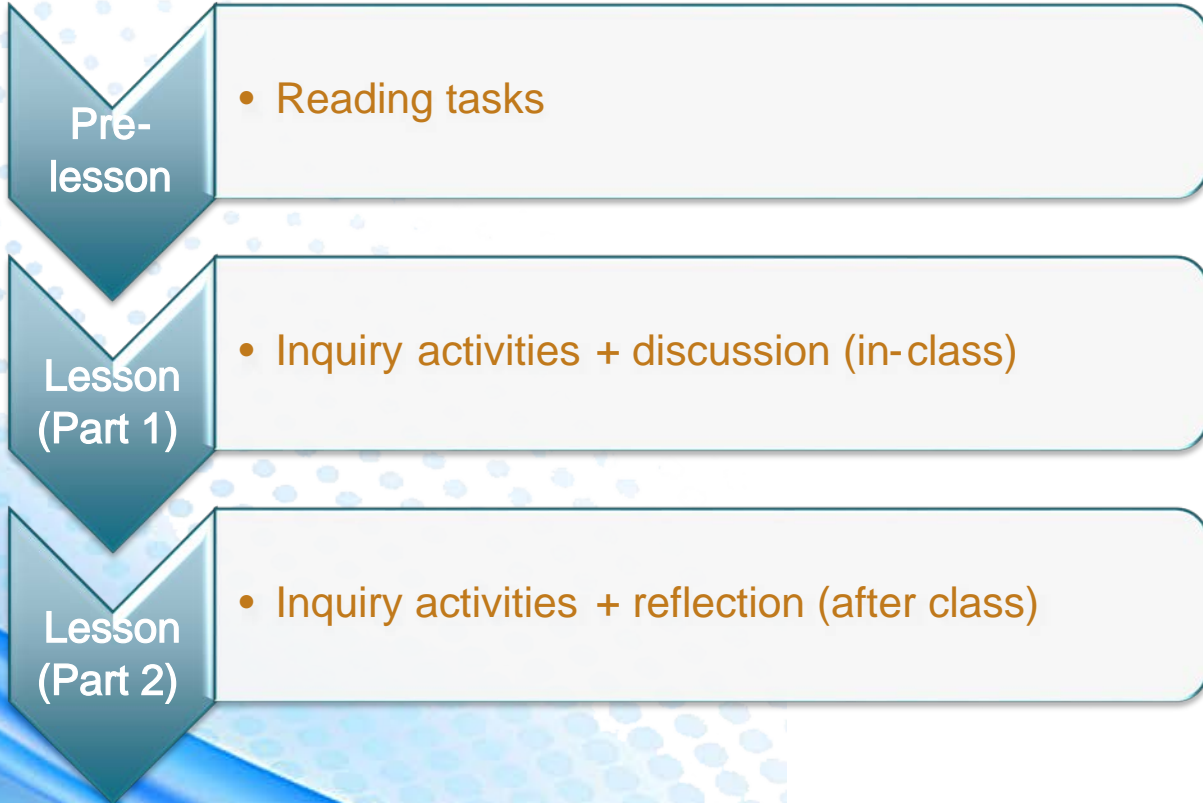 Pre-
lesson
• Reading tasks
Lesson
(Part 1)
• Inquiry activities + discussion (in-class)
Lesson
(Part 2)
• Inquiry activities + reflection (after class)